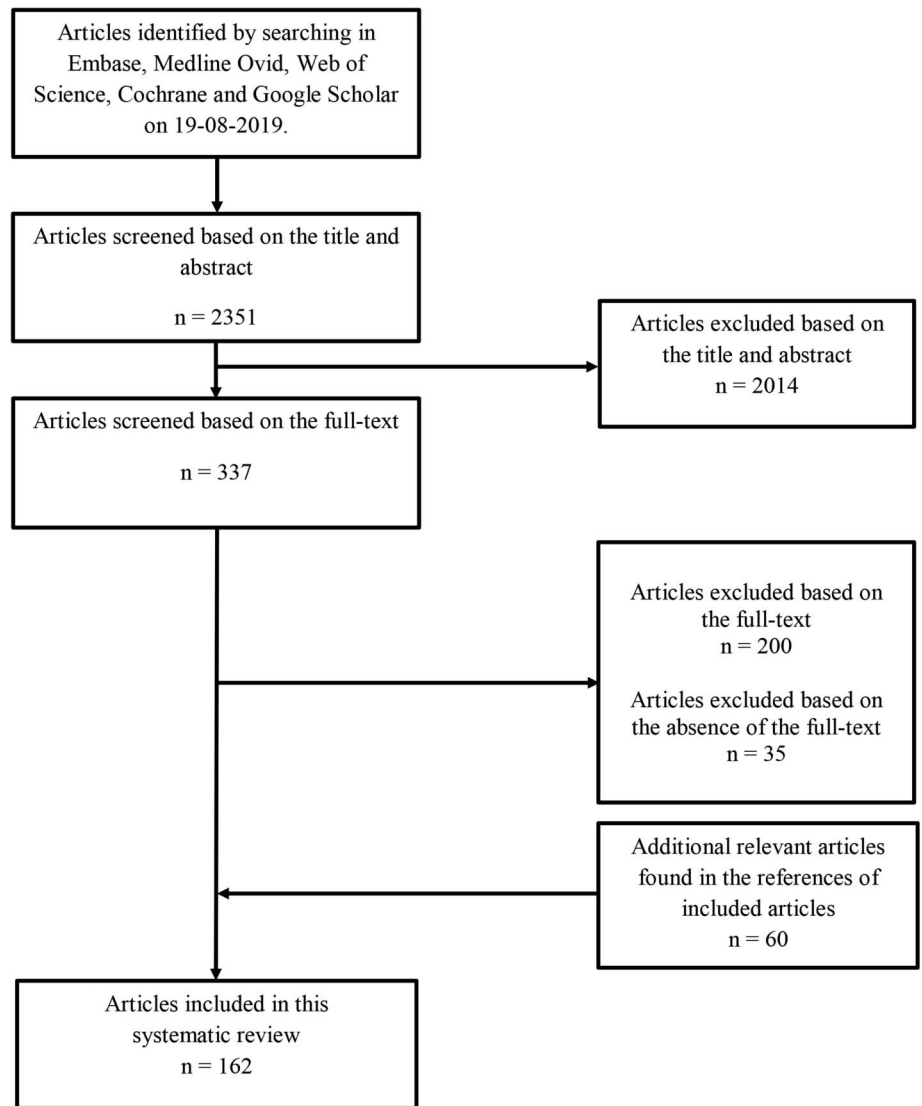 Articles identified by searching in
Embase, Medline Ovid, Web of
Science, Cochrane and Google Scholar
on 19-08-2019.
Articles screened based on the title and
abstract
n = 2351
Articles excluded based on
the title and abstract
n = 2014
Articles screened based on the full-text
n = 337
Articles excluded based on
the full-text
n = 200
Articles excluded based on
the absence of the full-text
n = 35
Additional relevant articles
found in the references of
included articles
n = 60
Articles included in this
systematic review
n = 162